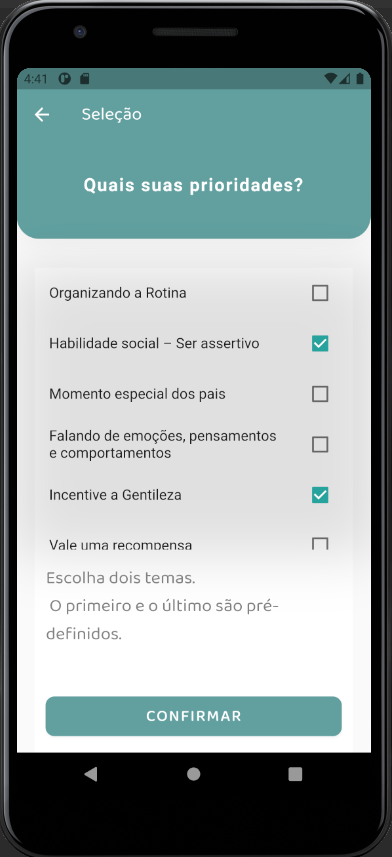 4:41
Seleção
Quais suas prioridades?
Organizando a Rotina
Habilidade social – Ser assertivo
Momento especial dos pais
Falando de emoções, pensamentos
e comportamentos
Incentive a Gentileza
Vale uma recompensa
Escolha dois temas.
O primeiro e o último são pré-
definidos.
CONFIRMAR